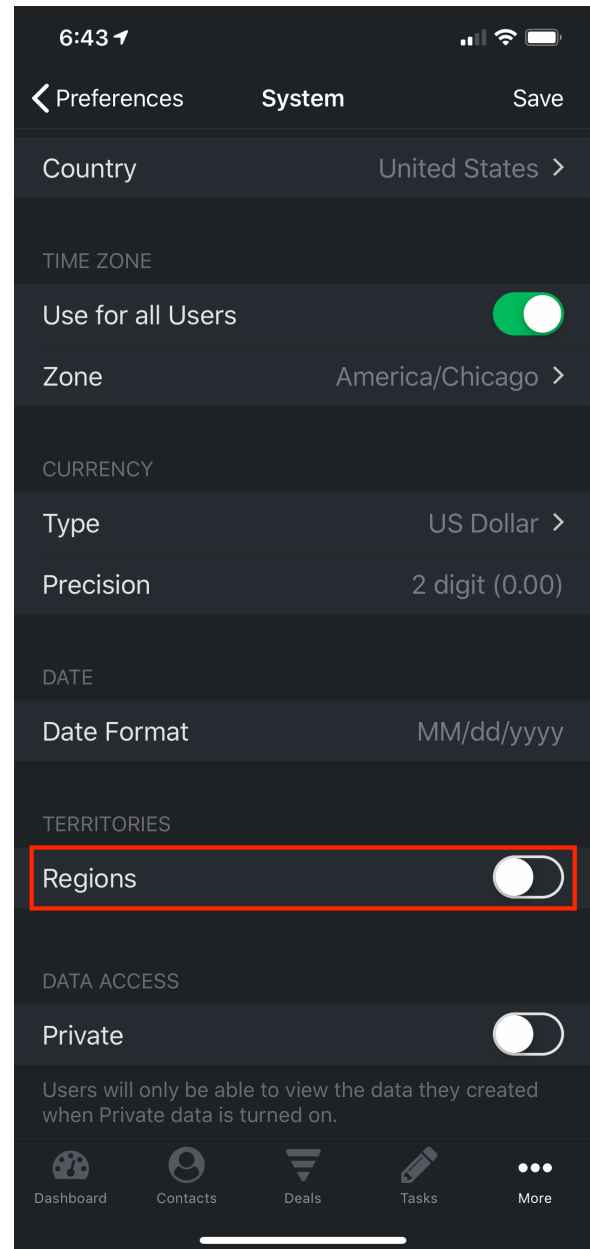 6:43
Preferences System Save
Country United States
TIME ZONE
Use for all Users
Zone America/Chicago
CURRENCY
Type US Dollar
Precision 2 digit (0.00)
DATE
Date Format MM/dd/yyyy
TERRITORIES
Regions
DATA ACCESS
Private
Users will only be able to view the data they created
when Private data is turned on.
Dashboard Contacts Deals Tasks More